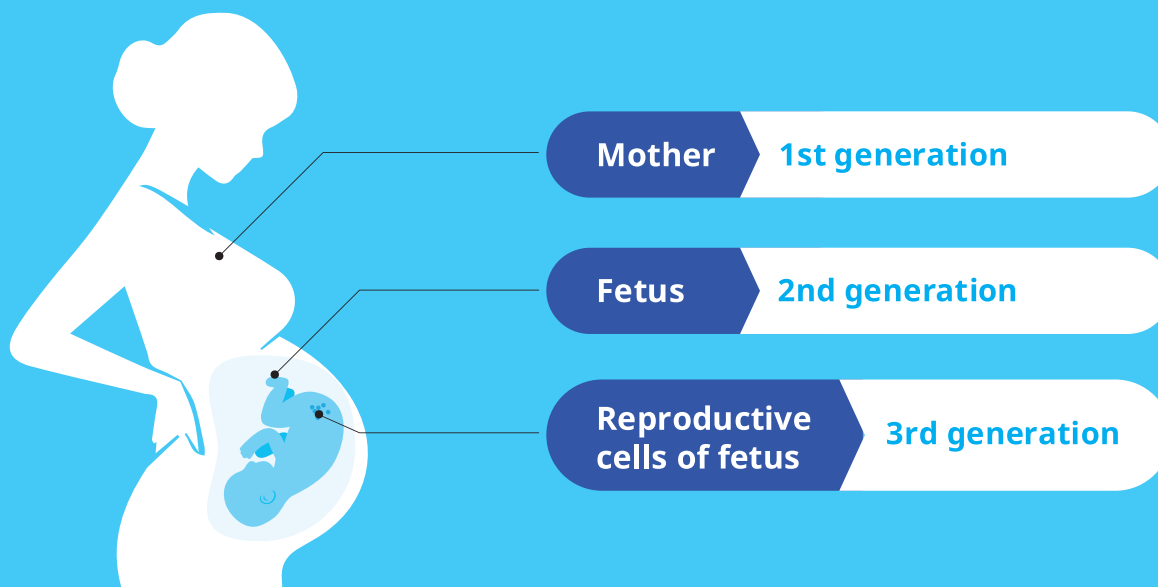 Mother 1st generation
Fetus 2nd generation
Reproductive
cells of fetus
3rd generation